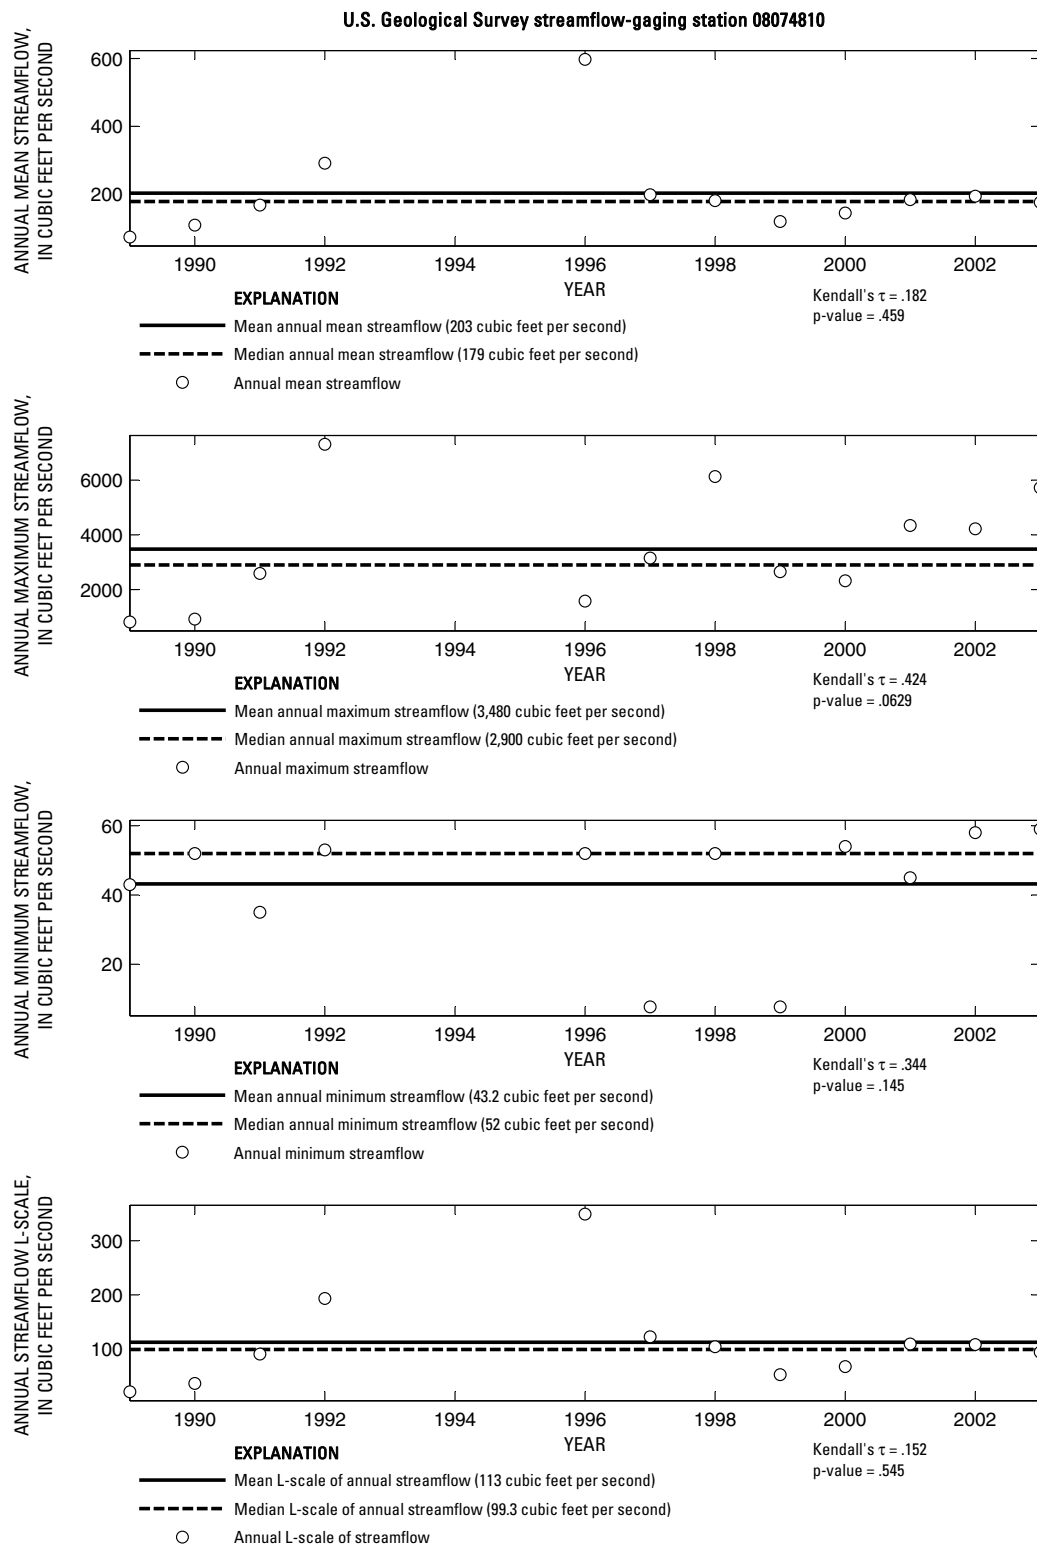 U.S. Geological Survey streamflow-gaging station 08074810
ANNUAL MEAN STREAMFLOW,
IN CUBIC FEET PER SECOND
600
400
200
1990 1992 1994 1996 1998 2000 2002
YEAR
Kendall's τ = .182
p-value = .459
EXPLANATION
Mean annual mean streamflow (203 cubic feet per second)
Median annual mean streamflow (179 cubic feet per second)
Annual mean streamflow
ANNUAL MAXIMUM STREAMFLOW,
IN CUBIC FEET PER SECOND
6000
4000
2000
1990 1992 1994 1996 1998 2000 2002
YEAR
Kendall's τ = .424
p-value = .0629
EXPLANATION
Mean annual maximum streamflow (3,480 cubic feet per second)
Median annual maximum streamflow (2,900 cubic feet per second)
Annual maximum streamflow
ANNUAL MINIMUM STREAMFLOW,
IN CUBIC FEET PER SECOND
60
40
20
1990 1992 1994 1996 1998 2000 2002
YEAR
Kendall's τ = .344
p-value = .145
EXPLANATION
Mean annual minimum streamflow (43.2 cubic feet per second)
Median annual minimum streamflow (52 cubic feet per second)
Annual minimum streamflow
ANNUAL STREAMFLOW L-SCALE,
IN CUBIC FEET PER SECOND
300
200
100
1990 1992 1994 1996 1998 2000 2002
YEAR
Kendall's τ = .152
p-value = .545
EXPLANATION
Mean L-scale of annual streamflow (113 cubic feet per second)
Median L-scale of annual streamflow (99.3 cubic feet per second)
Annual L-scale of streamflow